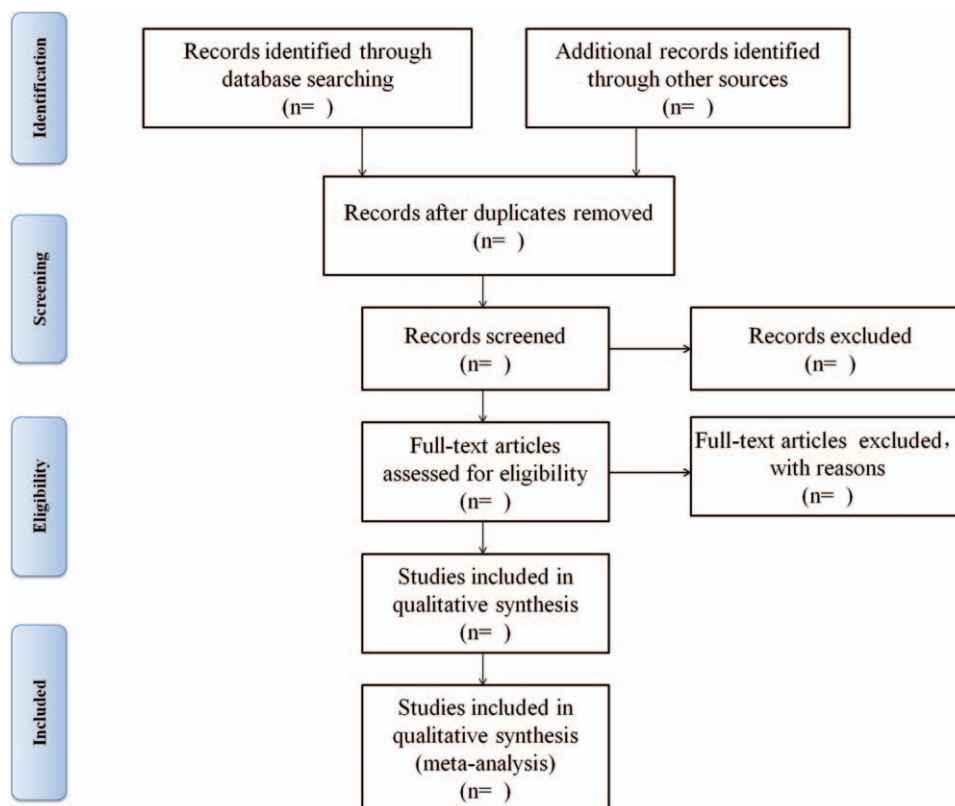 Identification
Records identified through
database searching
(n= )
Additional records identified
through other sources
(n= )
Records after duplicates removed
(n= )
Screening
Records screened
(n= )
Records excluded
(n= )
Eligibility
Full-text articles
assessed for eligibility
(n= )
Full-text articles excluded，
with reasons
(n= )
Studies included in
qualitative synthesis
(n= )
Included
Studies included in
qualitative synthesis
(meta-analysis)
(n= )